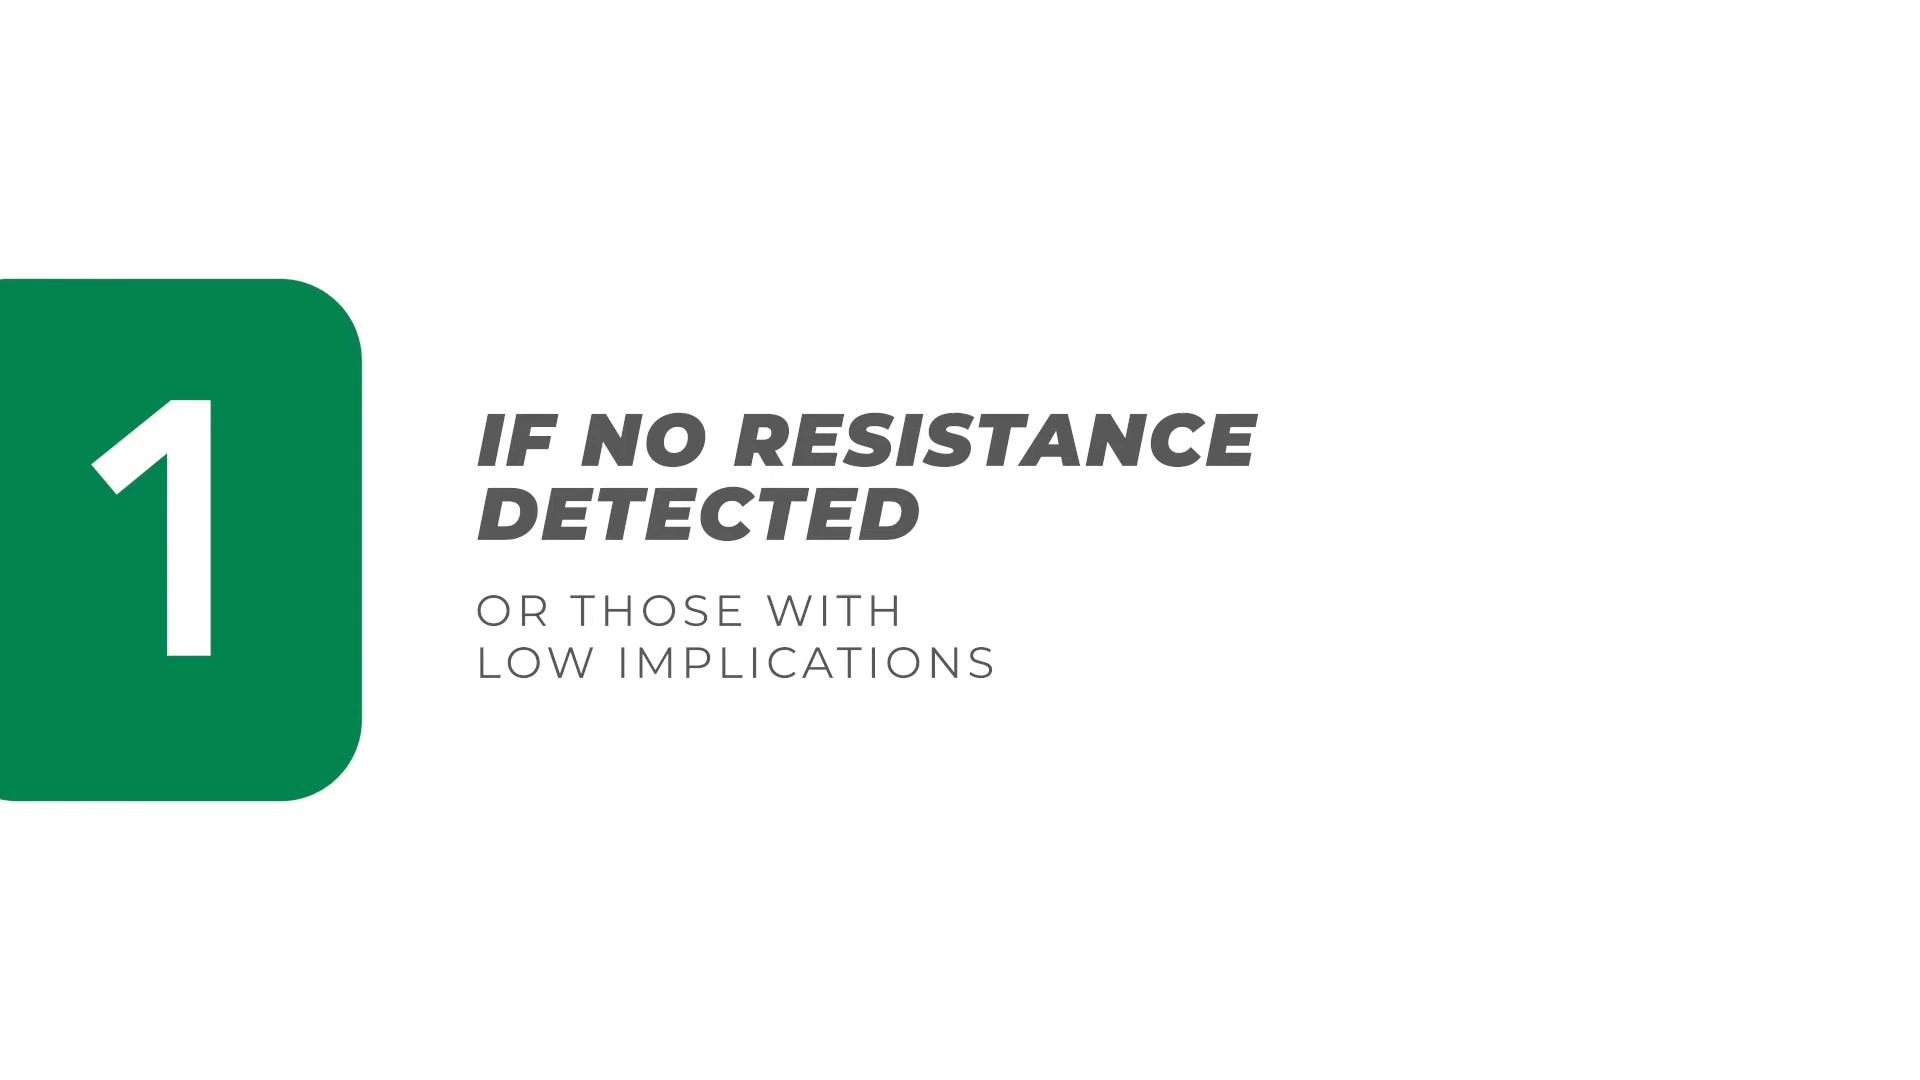 1
IF NO RESISTANCE
DETECTED
OR THOSE WITH
LOW IMPLICATIONS